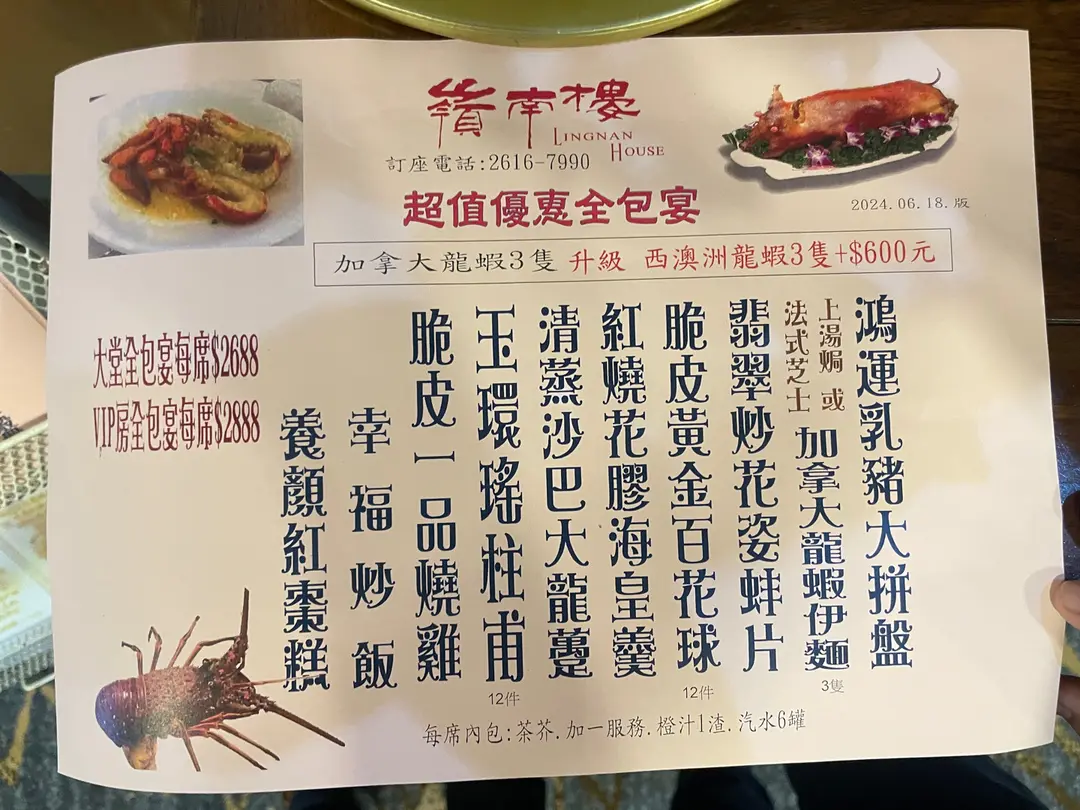 嶺南樓
LINGNAN
HOUSE
訂座電話:2616-7990
超值優惠全包宴
2024.06.18.版
加拿大龍蝦3隻 升級 西澳洲龍蝦3隻+$600元
大堂全包宴每席$2688
VIP房全包宴每席$2888
鴻運乳豬大拼盤
上湯焗 或
法式芝士
加拿大龍蝦伊麵
3隻
翡翠炒花姿蚌片
脆皮黃金百花球
12件
紅燒花膠海皇羹
清蒸沙巴大龍躉
玉環瑤柱甫
12件
脆皮一品燒雞
幸福炒飯
養顏紅棗糕
每席內包:茶芥.加一服務.橙汁1渣.汽水6罐